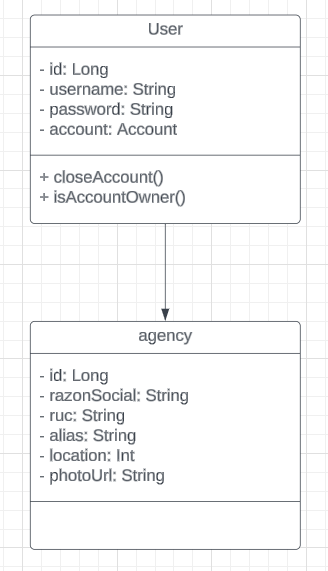 User
- id: Long
- username: String
- password: String
- account: Account
+ closeAccount()
+ isAccountOwner()
agency
- id: Long
- razonSocial: String
- ruc: String
- alias: String
- location: Int
- photoUrl: String